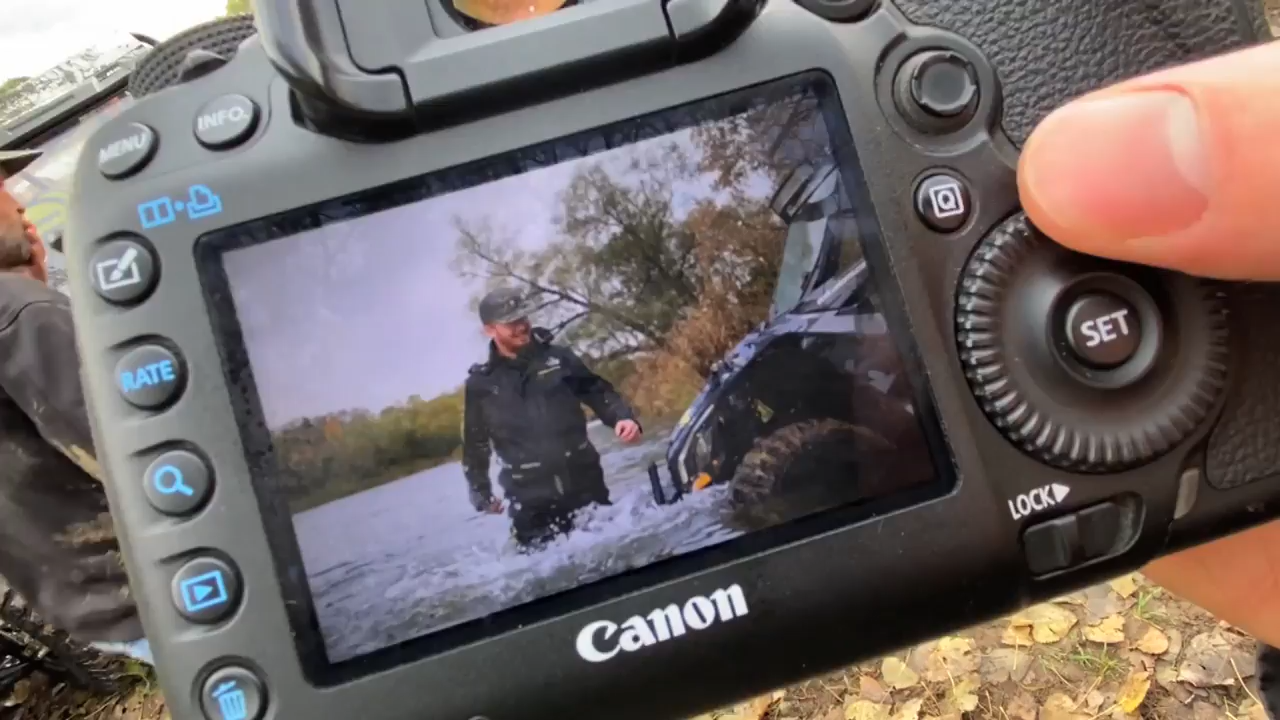 MENU
INFO.
RATE
Q
SET
LOCK
Canon